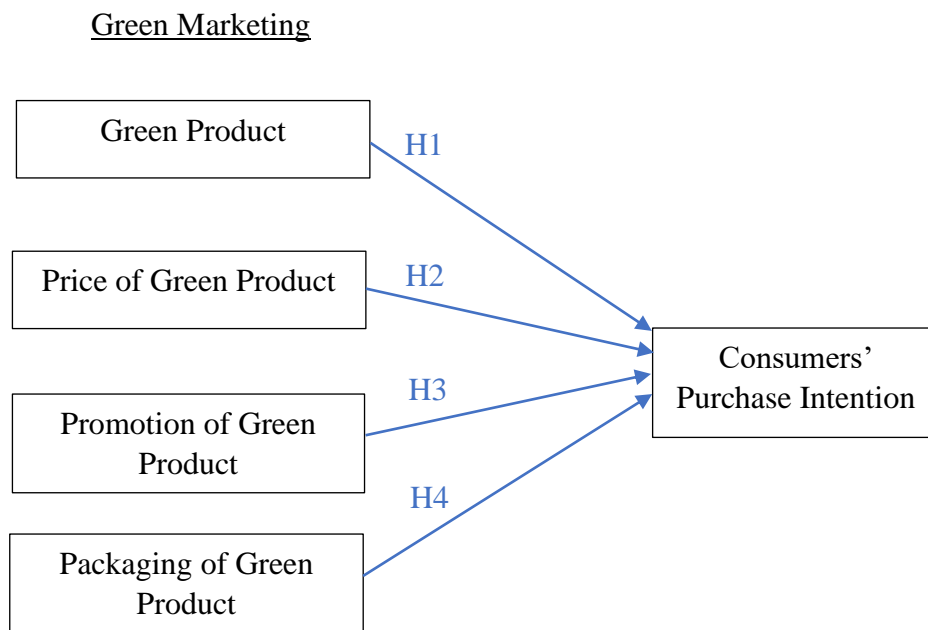 Green Marketing
Green Product
H1
Price of Green Product
H2
Consumers’
Purchase Intention
H3
Promotion of Green
Product
H4
Packaging of Green
Product